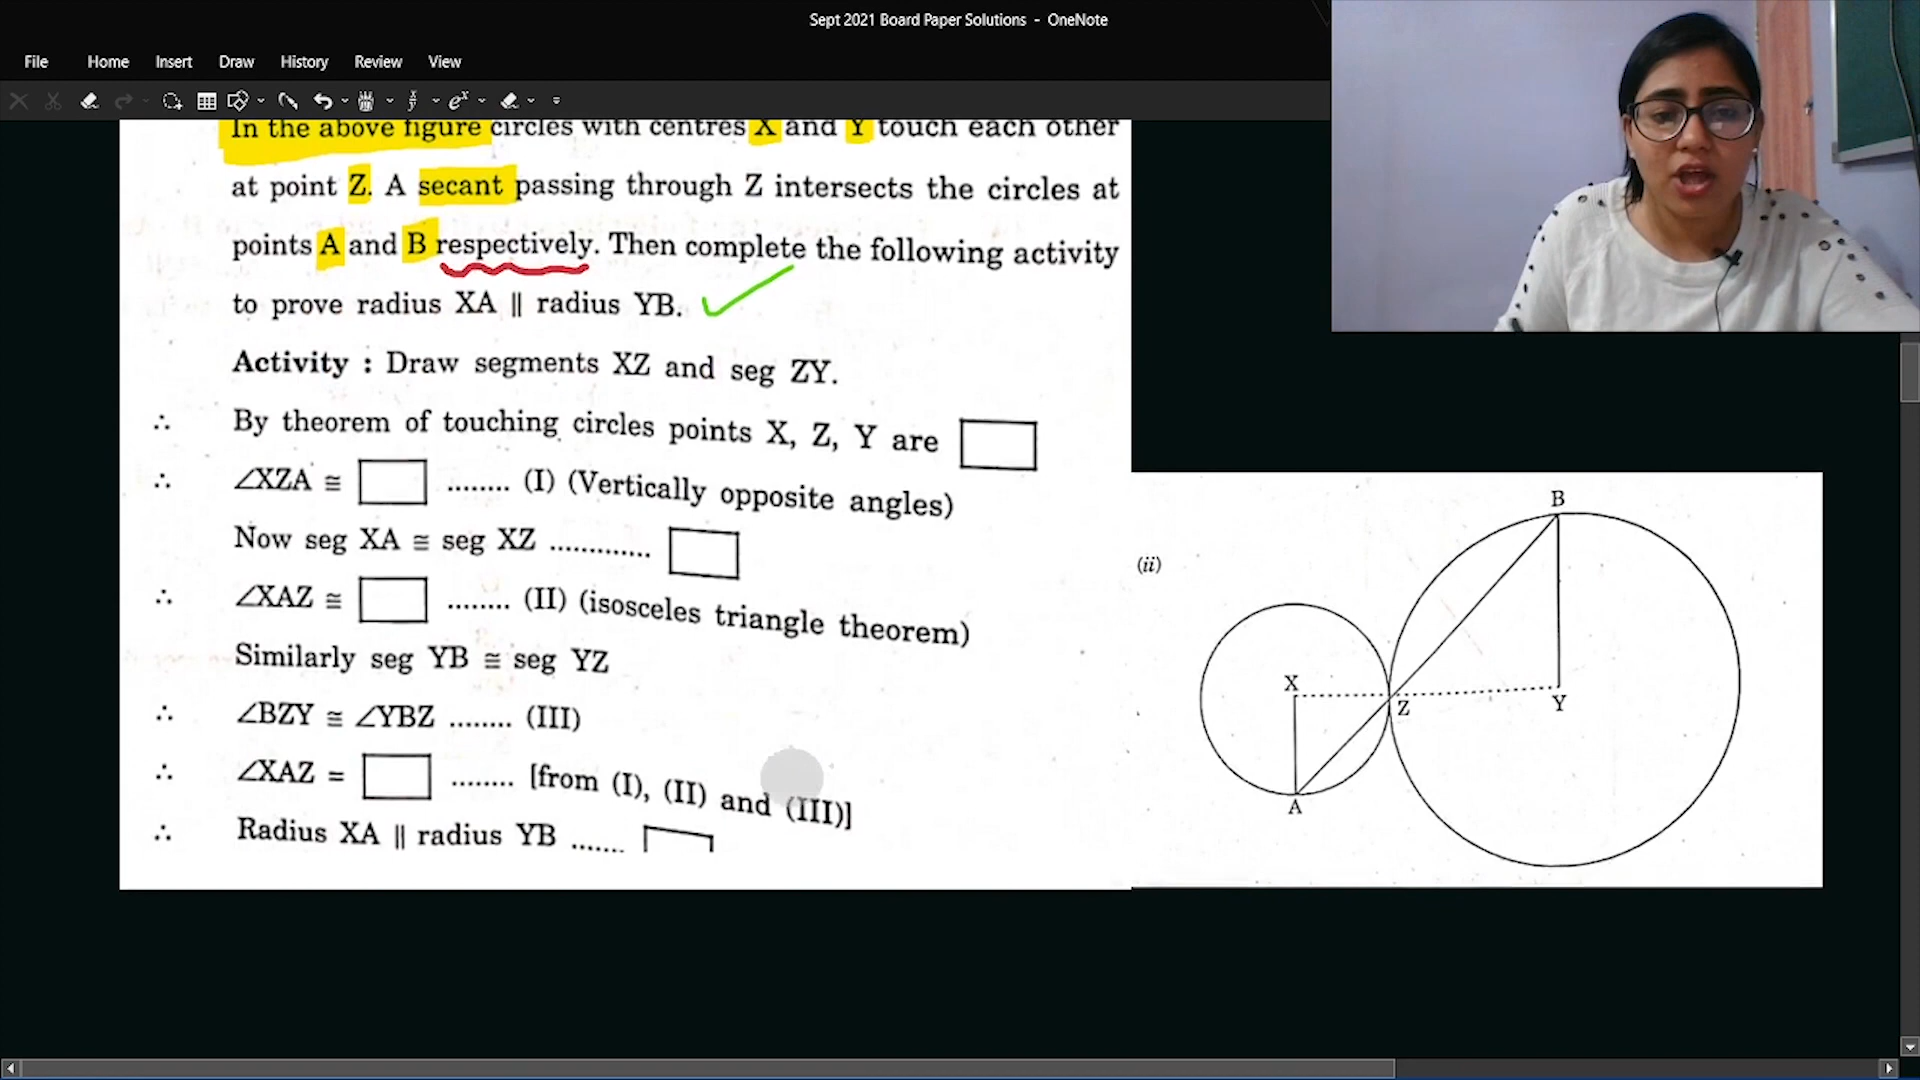 Sept 2021 Board Paper Solutions - OneNote
File Home Insert Draw History Review View
In the above figure circles with centres X and Y touch each other
at point Z. A secant passing through Z intersects the circles at
points A and B respectively. Then complete the following activity
to prove radius XA ∥ radius YB.
Activity : Draw segments XZ and seg ZY.
∴ By theorem of touching circles points X, Z, Y are
∴ ∠XZA ≅ ........ (I) (Vertically opposite angles)
Now seg XA ≅ seg XZ .............
∴ ∠XAZ ≅ ........ (II) (isosceles triangle theorem)
Similarly seg YB ≅ seg YZ
∴ ∠BZY ≅ ∠YBZ ........ (III)
∴ ∠XAZ = ........ [from (I), (II) and (III)]
∴ Radius XA ∥ radius YB .......
(ii)
B
X
Z
Y
A